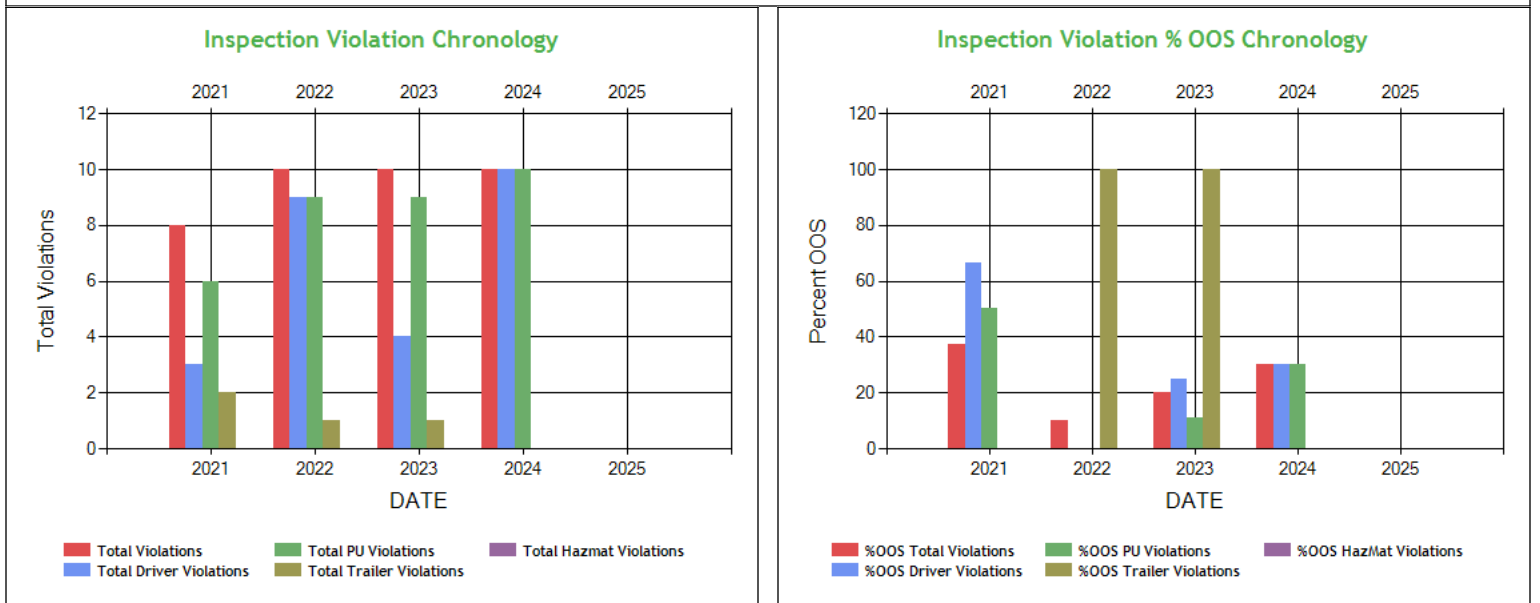 Inspection Violation Chronology
2021 2022 2023 2024 2025
12
10
8
6
4
2
0
Total Violations
2021 2022 2023 2024 2025
DATE
Total Violations Total PU Violations Total Hazmat Violations
Total Driver Violations Total Trailer Violations
Inspection Violation % OOS Chronology
2021 2022 2023 2024 2025
120
100
80
60
40
20
0
Percent OOS
2021 2022 2023 2024 2025
DATE
%OOS Total Violations %OOS PU Violations %OOS HazMat Violations
%OOS Driver Violations %OOS Trailer Violations